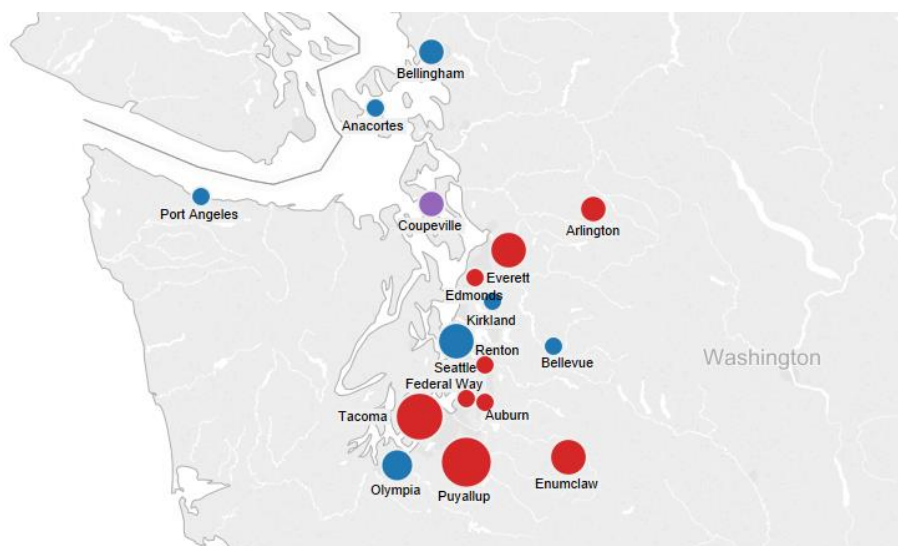 Bellingham
Anacortes
Port Angeles
Coupeville
Arlington
Everett
Edmonds
Kirkland
Renton
Bellevue
Washington
Seattle
Federal Way
Tacoma
Auburn
Enumclaw
Olympia
Puyallup